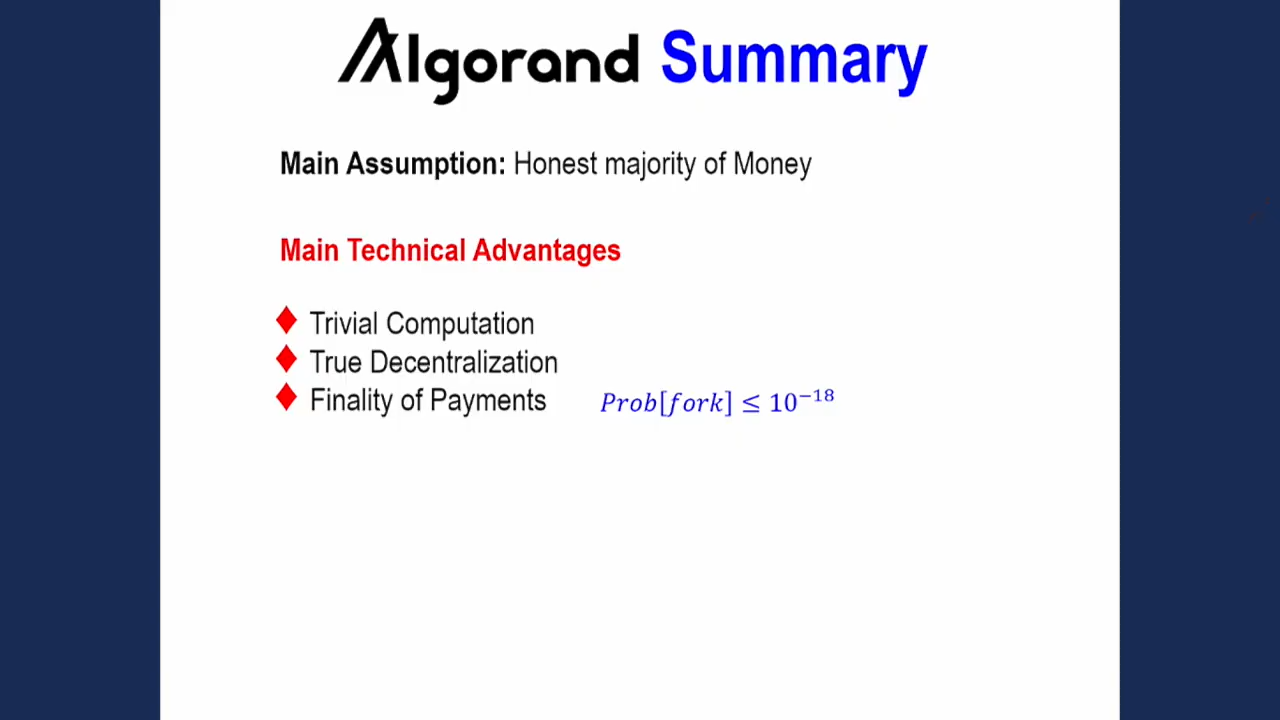 Algorand Summary
Main Assumption: Honest majority of Money
Main Technical Advantages
Trivial Computation
True Decentralization
Finality of Payments Prob[fork] ≤ 10⁻¹⁸